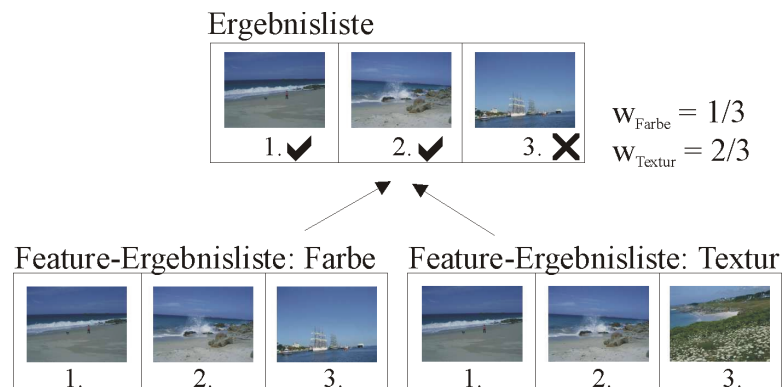 Ergebnisliste
1. ✔ 2. ✔ 3. ✘
w_Farbe = 1/3
w_Textur = 2/3
Feature-Ergebnisliste: Farbe
1. 2. 3.
Feature-Ergebnisliste: Textur
1. 2. 3.